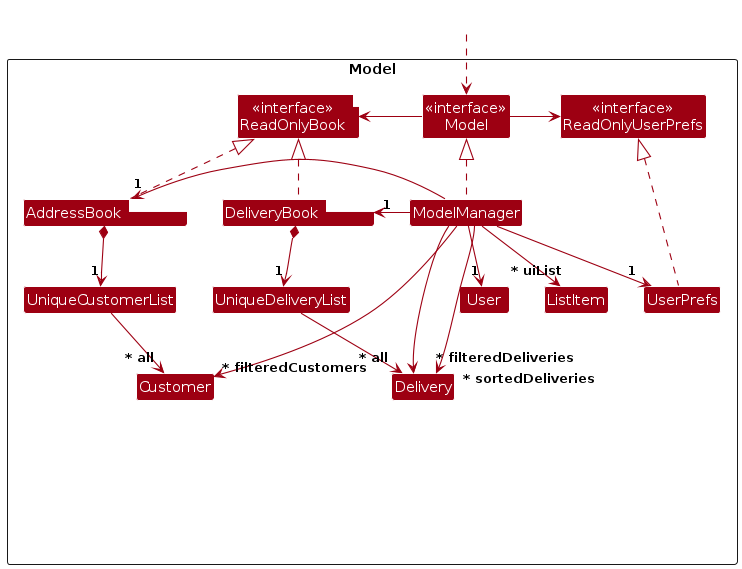 Model
«interface»
ReadOnlyBook
«interface»
Model
«interface»
ReadOnlyUserPrefs
1
AddressBook
DeliveryBook
1
ModelManager
1
1
1
* uiList
1
UniqueCustomerList
UniqueDeliveryList
User
ListItem
UserPrefs
* all
* filteredCustomers
* all
* filteredDeliveries
* sortedDeliveries
Customer
Delivery